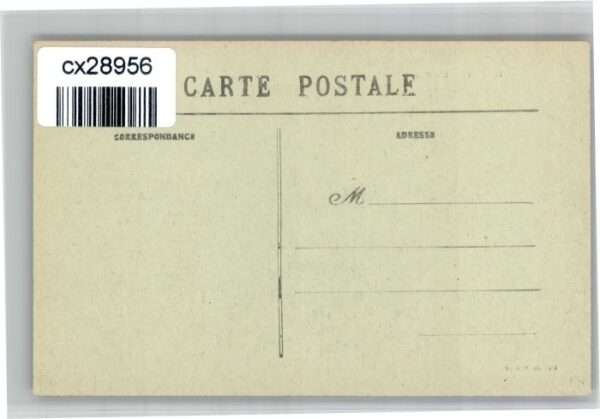 cx28956
CARTE POSTALE
CORRESPONDANCE
ADRESSE
M